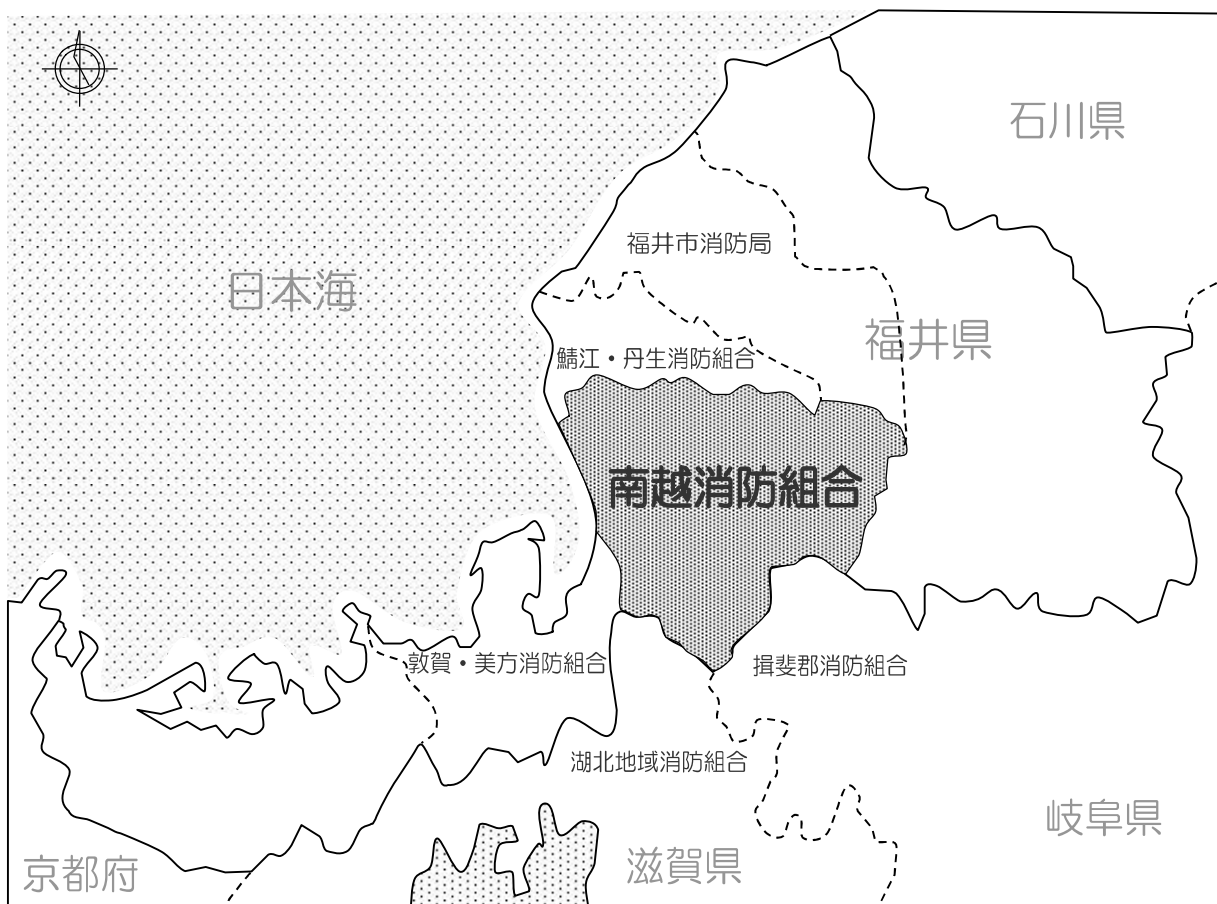 石川県
福井市消防局
日本海
福井県
鯖江・丹生消防組合
南越消防組合
敦賀・美方消防組合
揖斐郡消防組合
湖北地域消防組合
岐阜県
京都府
滋賀県